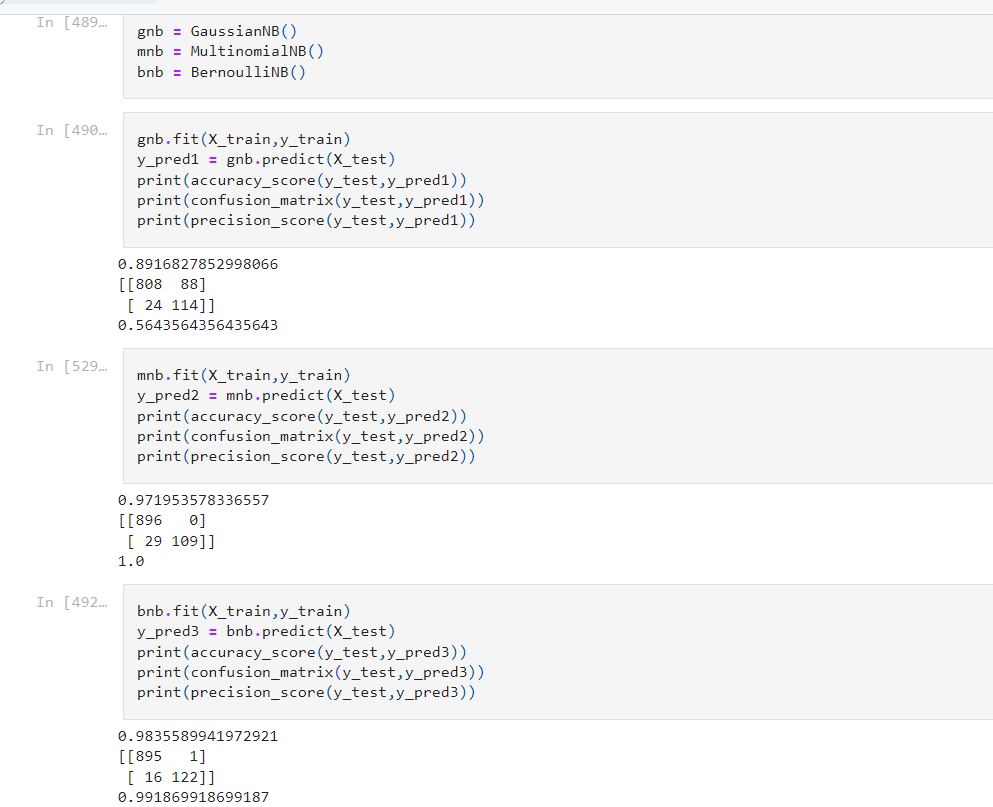 In [489…
gnb = GaussianNB()
mnb = MultinomialNB()
bnb = BernoulliNB()
In [490…
gnb.fit(X_train,y_train)
y_pred1 = gnb.predict(X_test)
print(accuracy_score(y_test,y_pred1))
print(confusion_matrix(y_test,y_pred1))
print(precision_score(y_test,y_pred1))
0.8916827852998066
[[808  88]
 [ 24 114]]
0.5643564356435643
In [529…
mnb.fit(X_train,y_train)
y_pred2 = mnb.predict(X_test)
print(accuracy_score(y_test,y_pred2))
print(confusion_matrix(y_test,y_pred2))
print(precision_score(y_test,y_pred2))
0.971953578336557
[[896   0]
 [ 29 109]]
1.0
In [492…
bnb.fit(X_train,y_train)
y_pred3 = bnb.predict(X_test)
print(accuracy_score(y_test,y_pred3))
print(confusion_matrix(y_test,y_pred3))
print(precision_score(y_test,y_pred3))
0.9835589941972921
[[895   1]
 [ 16 122]]
0.991869918699187